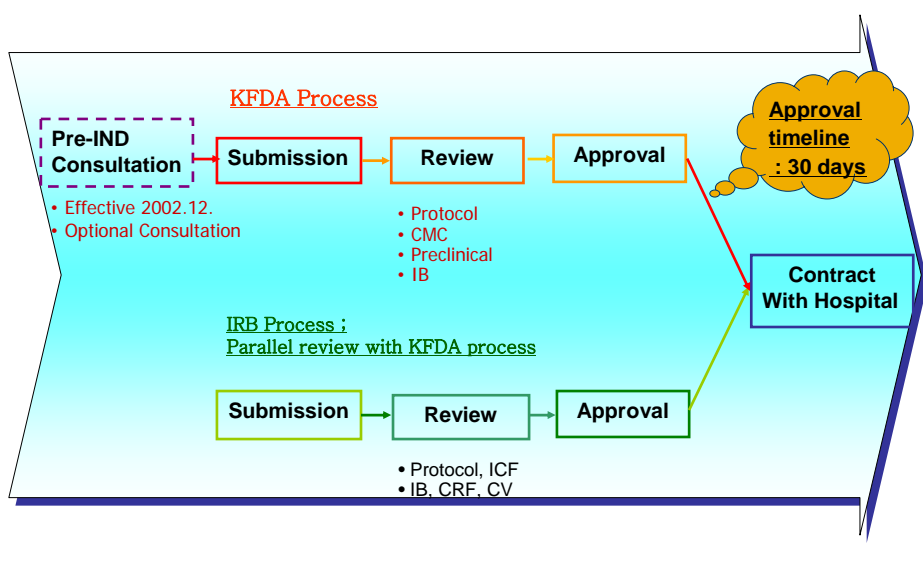 KFDA Process
Approval
timeline
: 30 days
Pre-IND
Consultation
Submission
Review
Approval
• Effective 2002.12.
• Optional Consultation
• Protocol
• CMC
• Preclinical
• IB
Contract
With Hospital
IRB Process ;
Parallel review with KFDA process
Submission
Review
Approval
• Protocol, ICF
• IB, CRF, CV